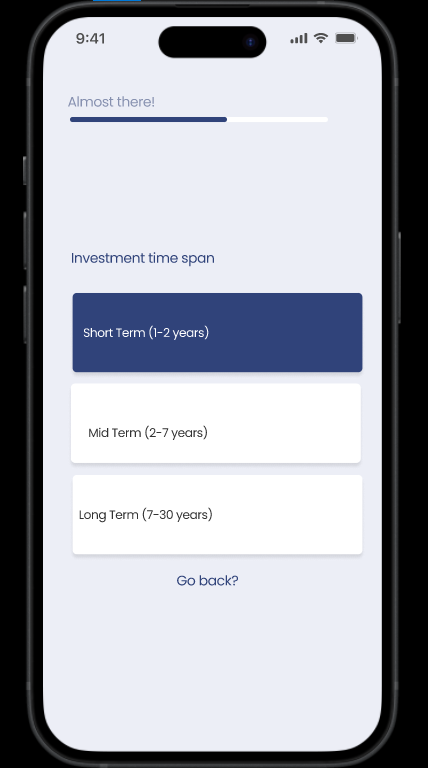 9:41
Almost there!
Investment time span
Short Term (1-2 years)
Mid Term (2-7 years)
Long Term (7-30 years)
Go back?